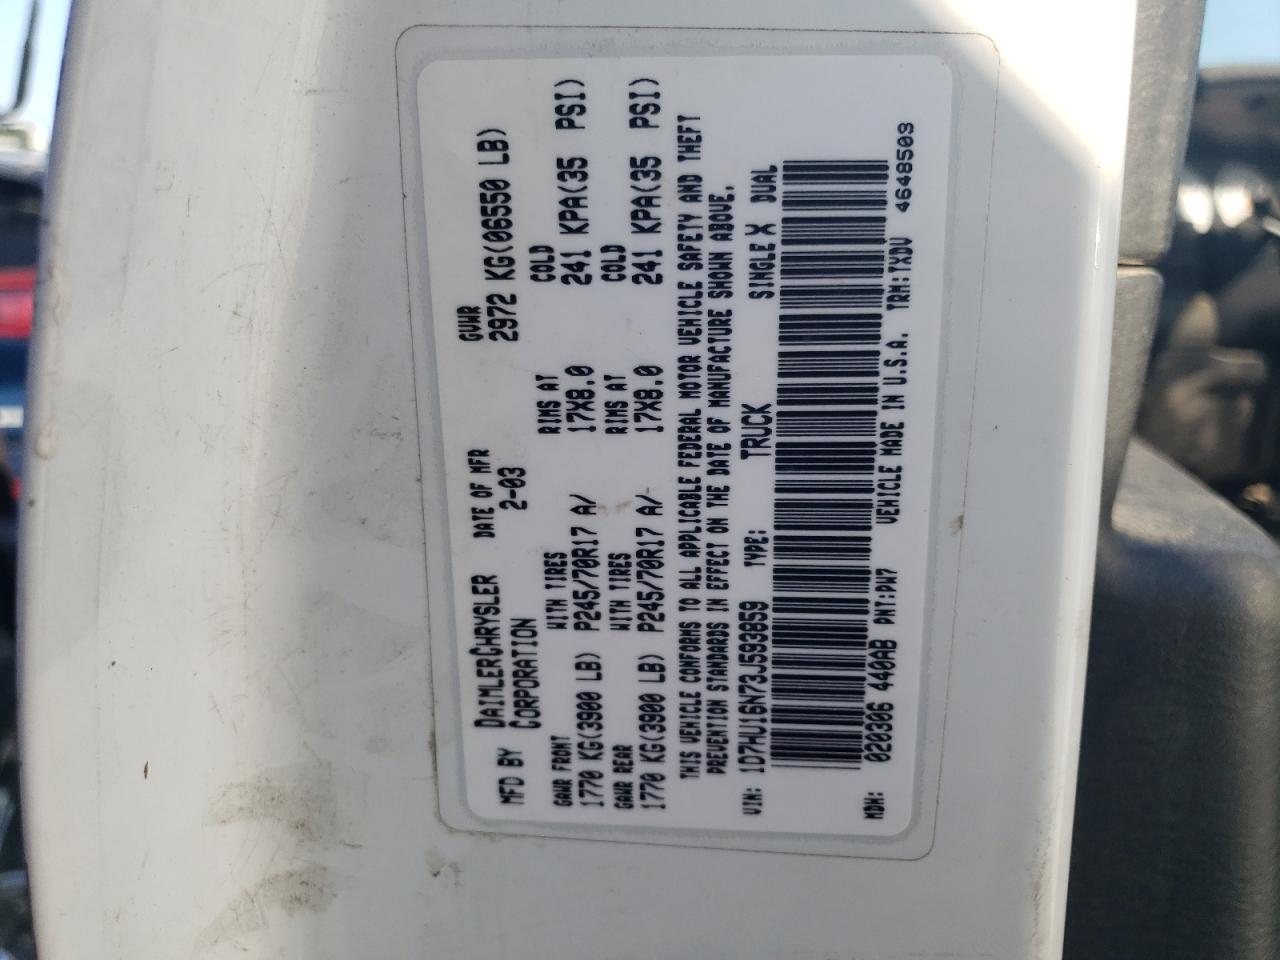 MFD BY DAIMLERCHRYSLER CORPORATION DATE OF MFR 2-03 GVWR 2972 KG(06550 LB)
GAWR FRONT WITH TIRES RIMS AT COLD
1770 KG(3900 LB) P245/70R17 A/ 17X8.0 241 KPA(35 PSI)
GAWR REAR WITH TIRES RIMS AT COLD
1770 KG(3900 LB) P245/70R17 A/ 17X8.0 241 KPA(35 PSI)
THIS VEHICLE CONFORMS TO ALL APPLICABLE FEDERAL MOTOR VEHICLE SAFETY AND THEFT
PREVENTION STANDARDS IN EFFECT ON THE DATE OF MANUFACTURE SHOWN ABOVE.
VIN: 1D7HU16N73J593859 TYPE: TRUCK SINGLE X DUAL
MDH: 020306 440AB PNT:PW7 VEHICLE MADE IN U.S.A. TRM:TXDV 4648503